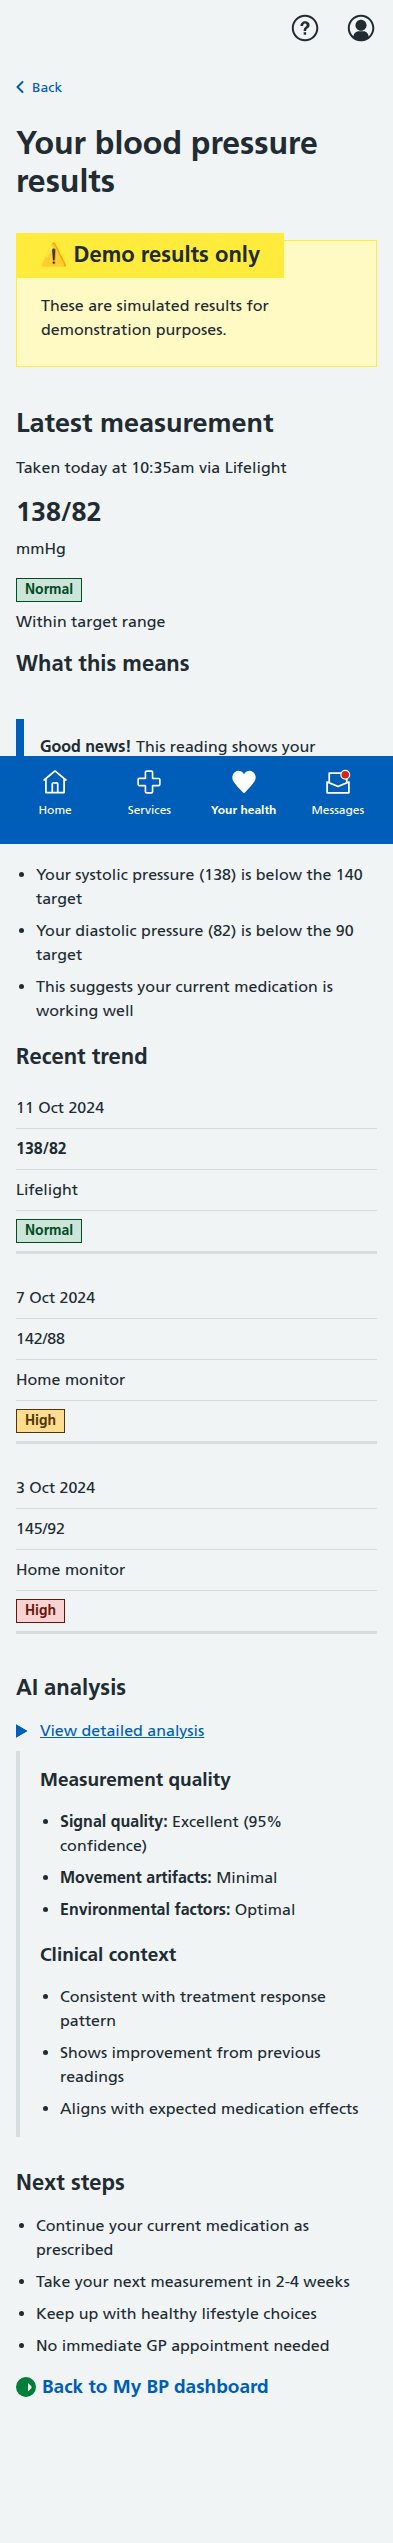 Back
Your blood pressure
results
⚠️ Demo results only
These are simulated results for
demonstration purposes.
Latest measurement
Taken today at 10:35am via Lifelight
138/82
mmHg
Normal
Within target range
What this means
Good news! This reading shows your
Home
Services
Your health
Messages
• Your systolic pressure (138) is below the 140
target
• Your diastolic pressure (82) is below the 90
target
• This suggests your current medication is
working well
Recent trend
11 Oct 2024
138/82
Lifelight
Normal
7 Oct 2024
142/88
Home monitor
High
3 Oct 2024
145/92
Home monitor
High
AI analysis
View detailed analysis
Measurement quality
• Signal quality: Excellent (95%
confidence)
• Movement artifacts: Minimal
• Environmental factors: Optimal
Clinical context
• Consistent with treatment response
pattern
• Shows improvement from previous
readings
• Aligns with expected medication effects
Next steps
• Continue your current medication as
prescribed
• Take your next measurement in 2-4 weeks
• Keep up with healthy lifestyle choices
• No immediate GP appointment needed
Back to My BP dashboard